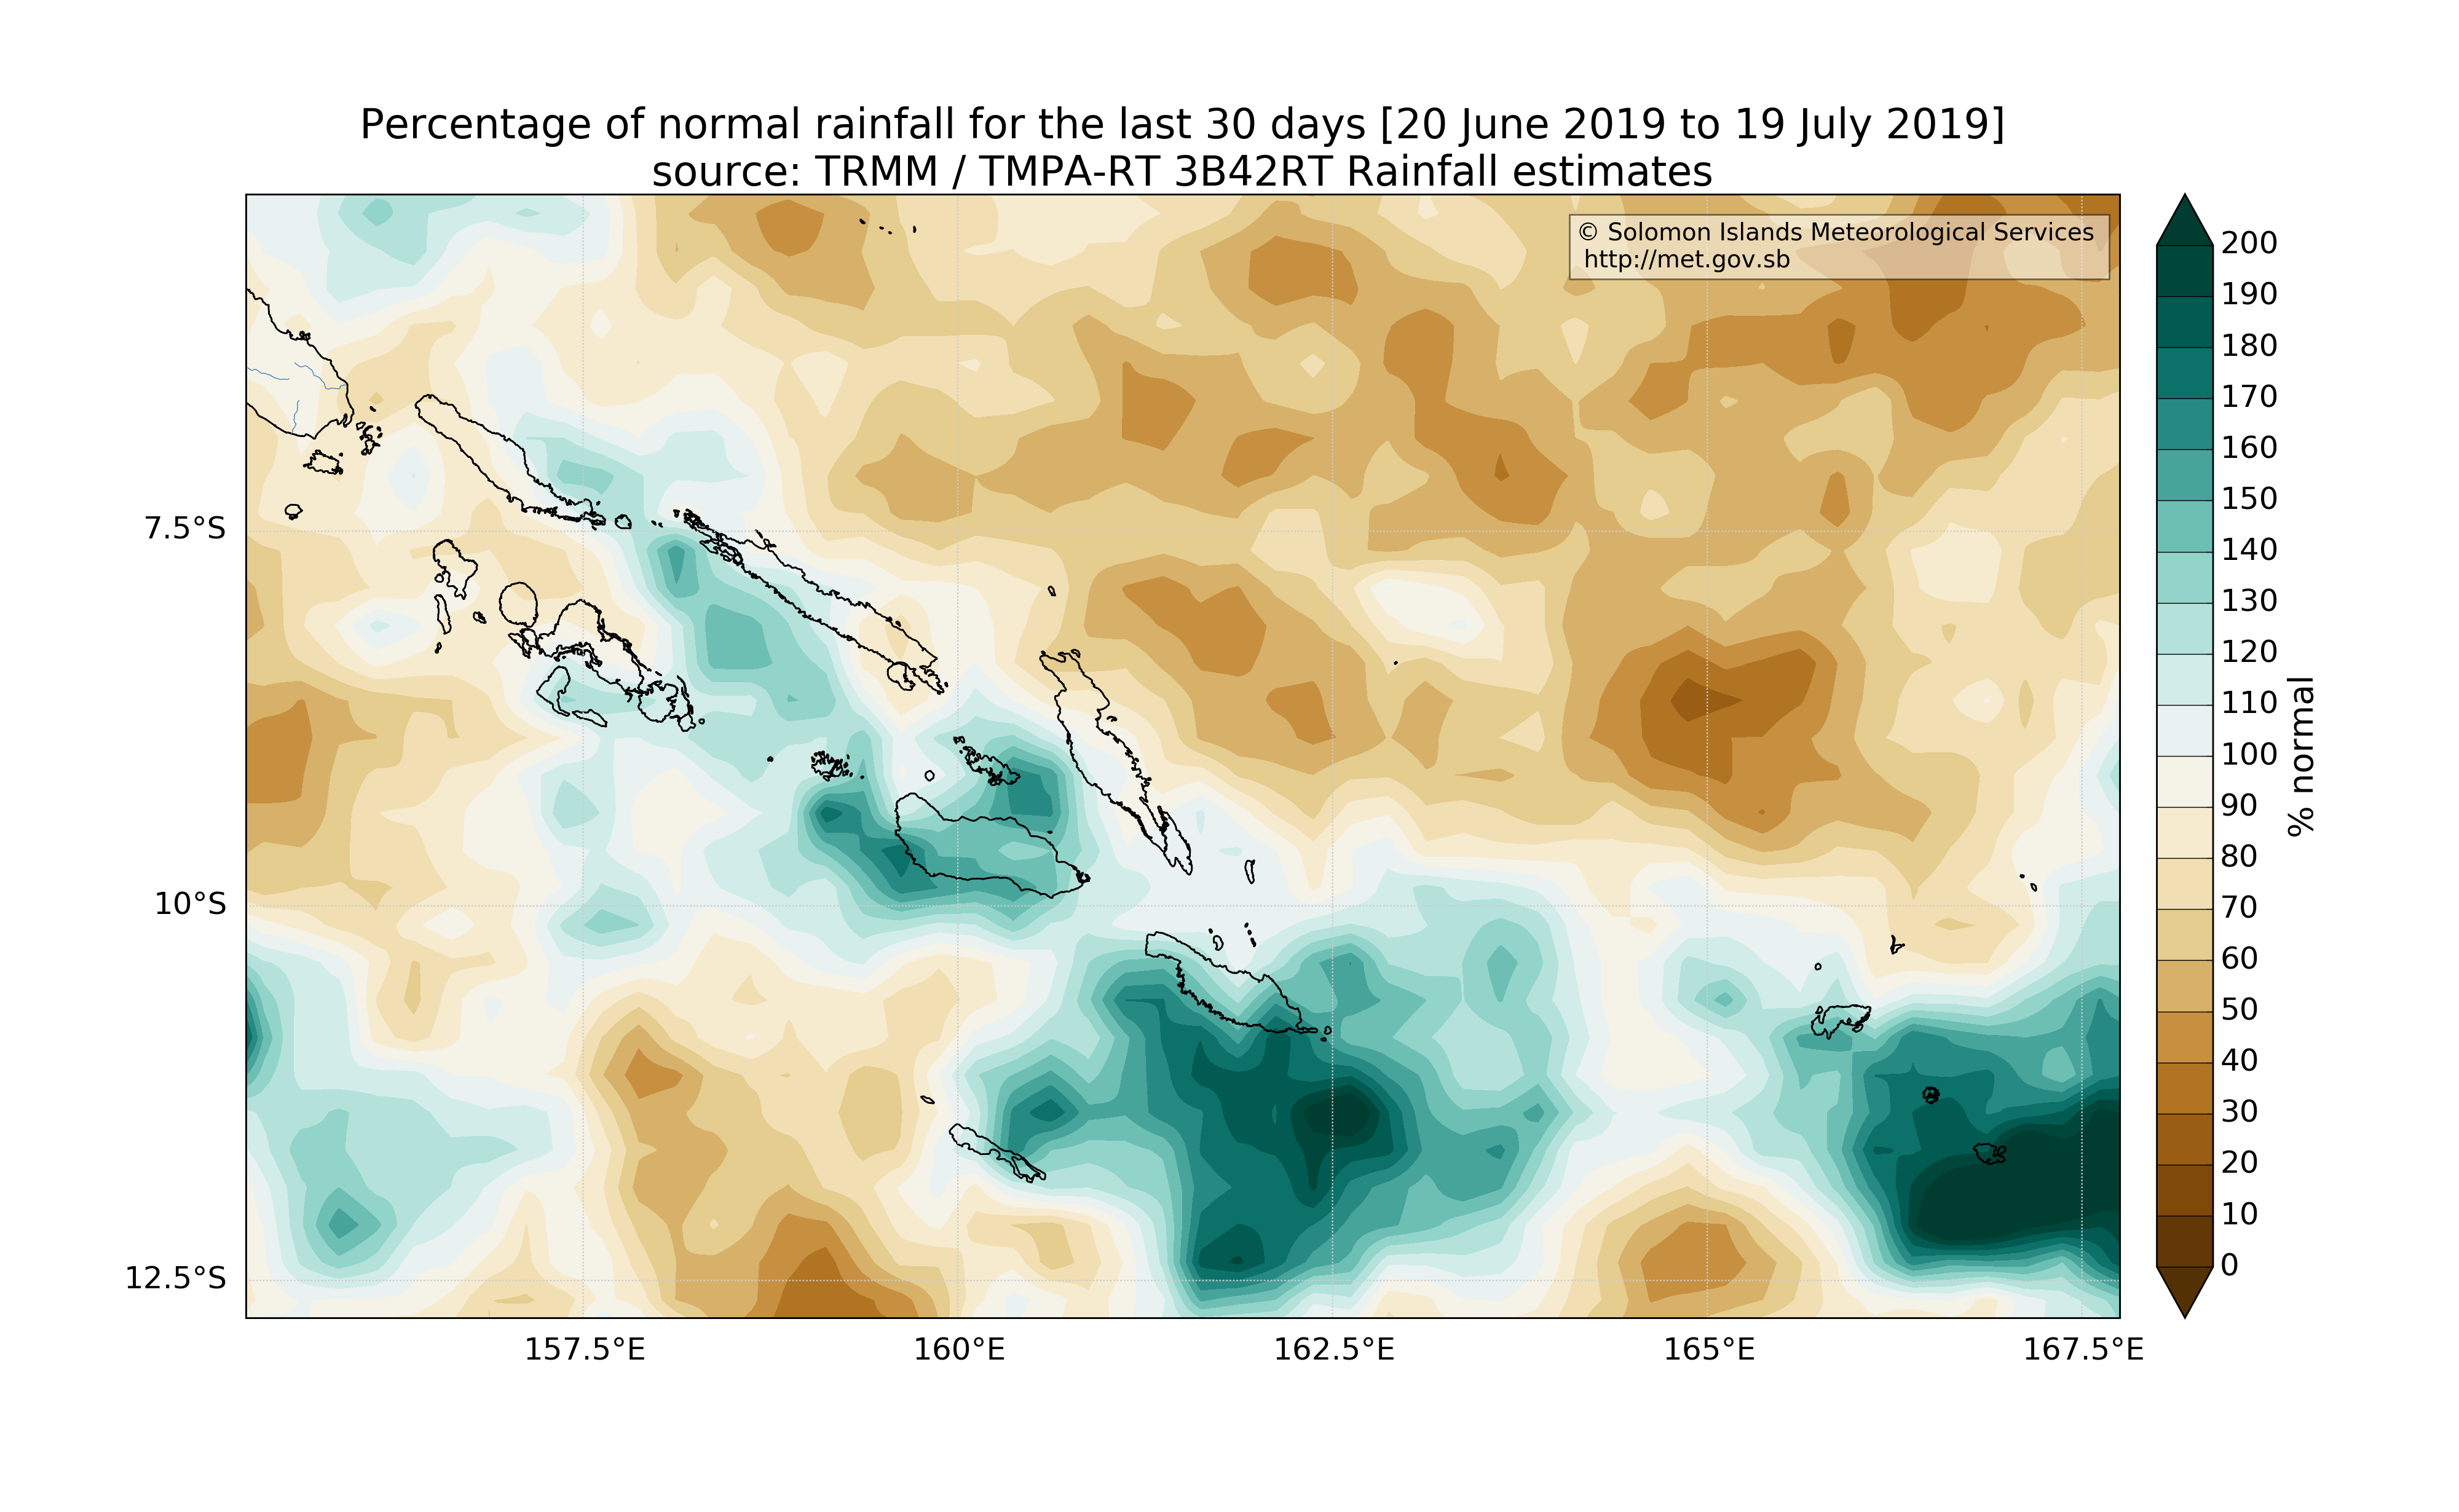 Percentage of normal rainfall for the last 30 days [20 June 2019 to 19 July 2019]
source: TRMM / TMPA-RT 3B42RT Rainfall estimates
© Solomon Islands Meteorological Services
http://met.gov.sb
7.5°S
10°S
12.5°S
157.5°E
160°E
162.5°E
165°E
167.5°E
200
190
180
170
160
150
140
130
120
110
100
90
80
70
60
50
40
30
20
10
0
% normal